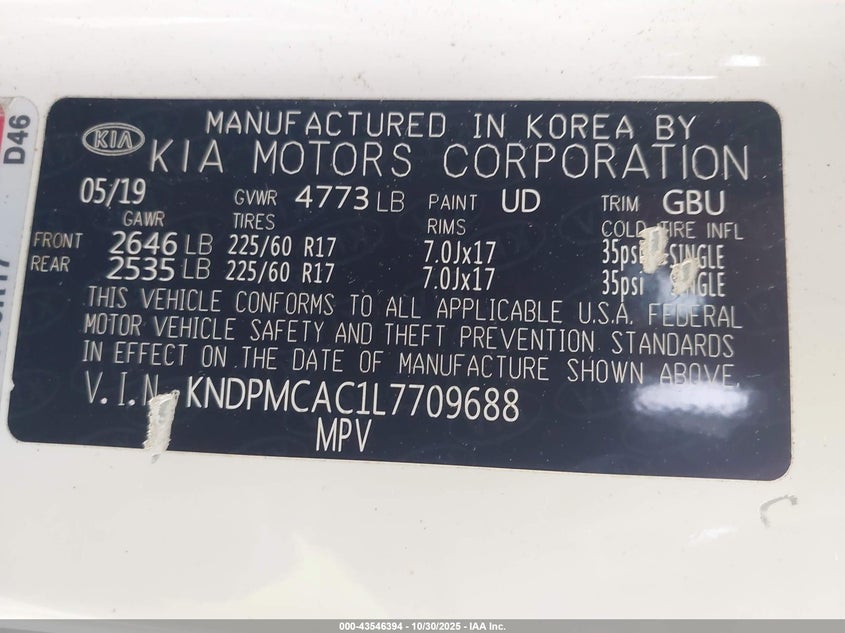 D46
KIA
MANUFACTURED IN KOREA BY
KIA MOTORS CORPORATION
05/19 GVWR 4773 LB PAINT UD TRIM GBU
GAWR TIRES RIMS COLD TIRE INFL
FRONT 2646 LB 225/60 R17 7.0Jx17 35psi SINGLE
REAR 2535 LB 225/60 R17 7.0Jx17 35psi
THIS VEHICLE CONFORMS TO ALL APPLICABLE U.S.A. FEDERAL
MOTOR VEHICLE SAFETY AND THEFT PREVENTION STANDARDS
IN EFFECT ON THE DATE OF MANUFACTURE SHOWN ABOVE.
V.I.N. KNDPMCAC1L7709688
MPV
000-43546394 - 10/30/2025 - IAA Inc.